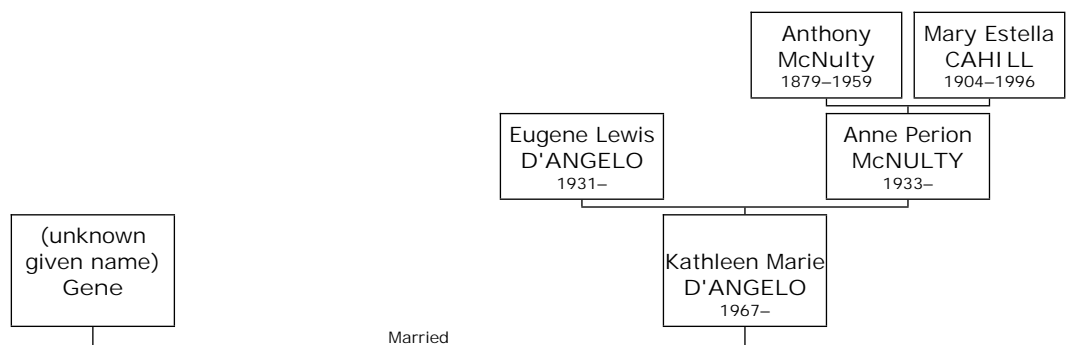 Anthony
McNulty
1879–1959
Mary Estella
CAHILL
1904–1996
Eugene Lewis
D'ANGELO
1931–
Anne Perion
McNULTY
1933–
(unknown
given name)
Gene
Kathleen Marie
D'ANGELO
1967–
Married